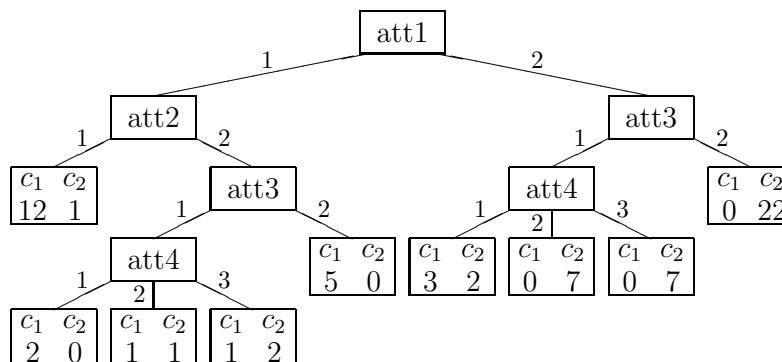 att1
1 2
att2 att3
1 2 1 2
c₁ c₂ att3 att4 c₁ c₂
12 1 0 22
1 2 1 2 3
att4 c₁ c₂ c₁ c₂ c₁ c₂ c₁ c₂
5 0 3 2 0 7 0 7
1 2 3
c₁ c₂ c₁ c₂ c₁ c₂
2 0 1 1 1 2